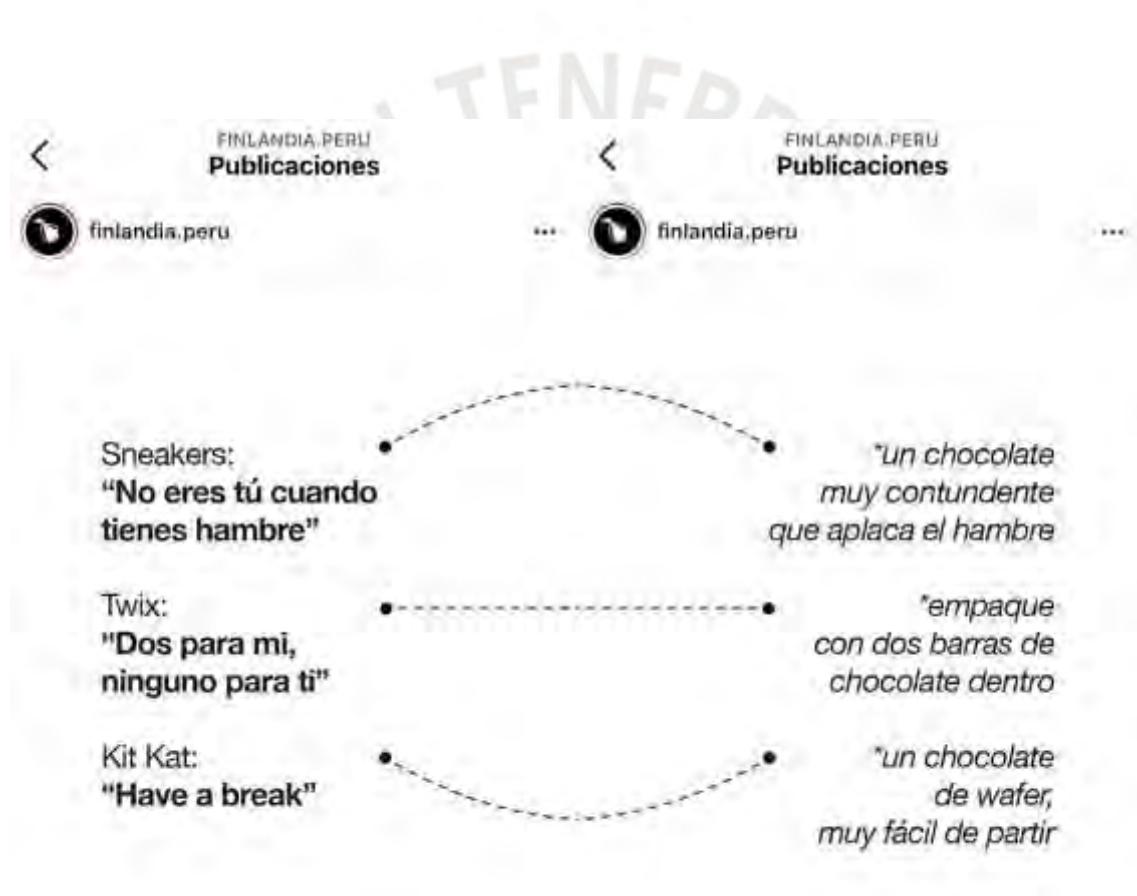 TENEBR
FINLANDIA.PERU
Publicaciones
finlandia.peru
Sneakers:
“No eres tú cuando
tienes hambre”
Twix:
"Dos para mi,
ninguno para ti”
Kit Kat:
“Have a break”
FINLANDIA.PERU
Publicaciones
finlandia.peru
*un chocolate
muy contundente
que aplaca el hambre
*empaque
con dos barras de
chocolate dentro
*un chocolate
de wafer,
muy fácil de partir